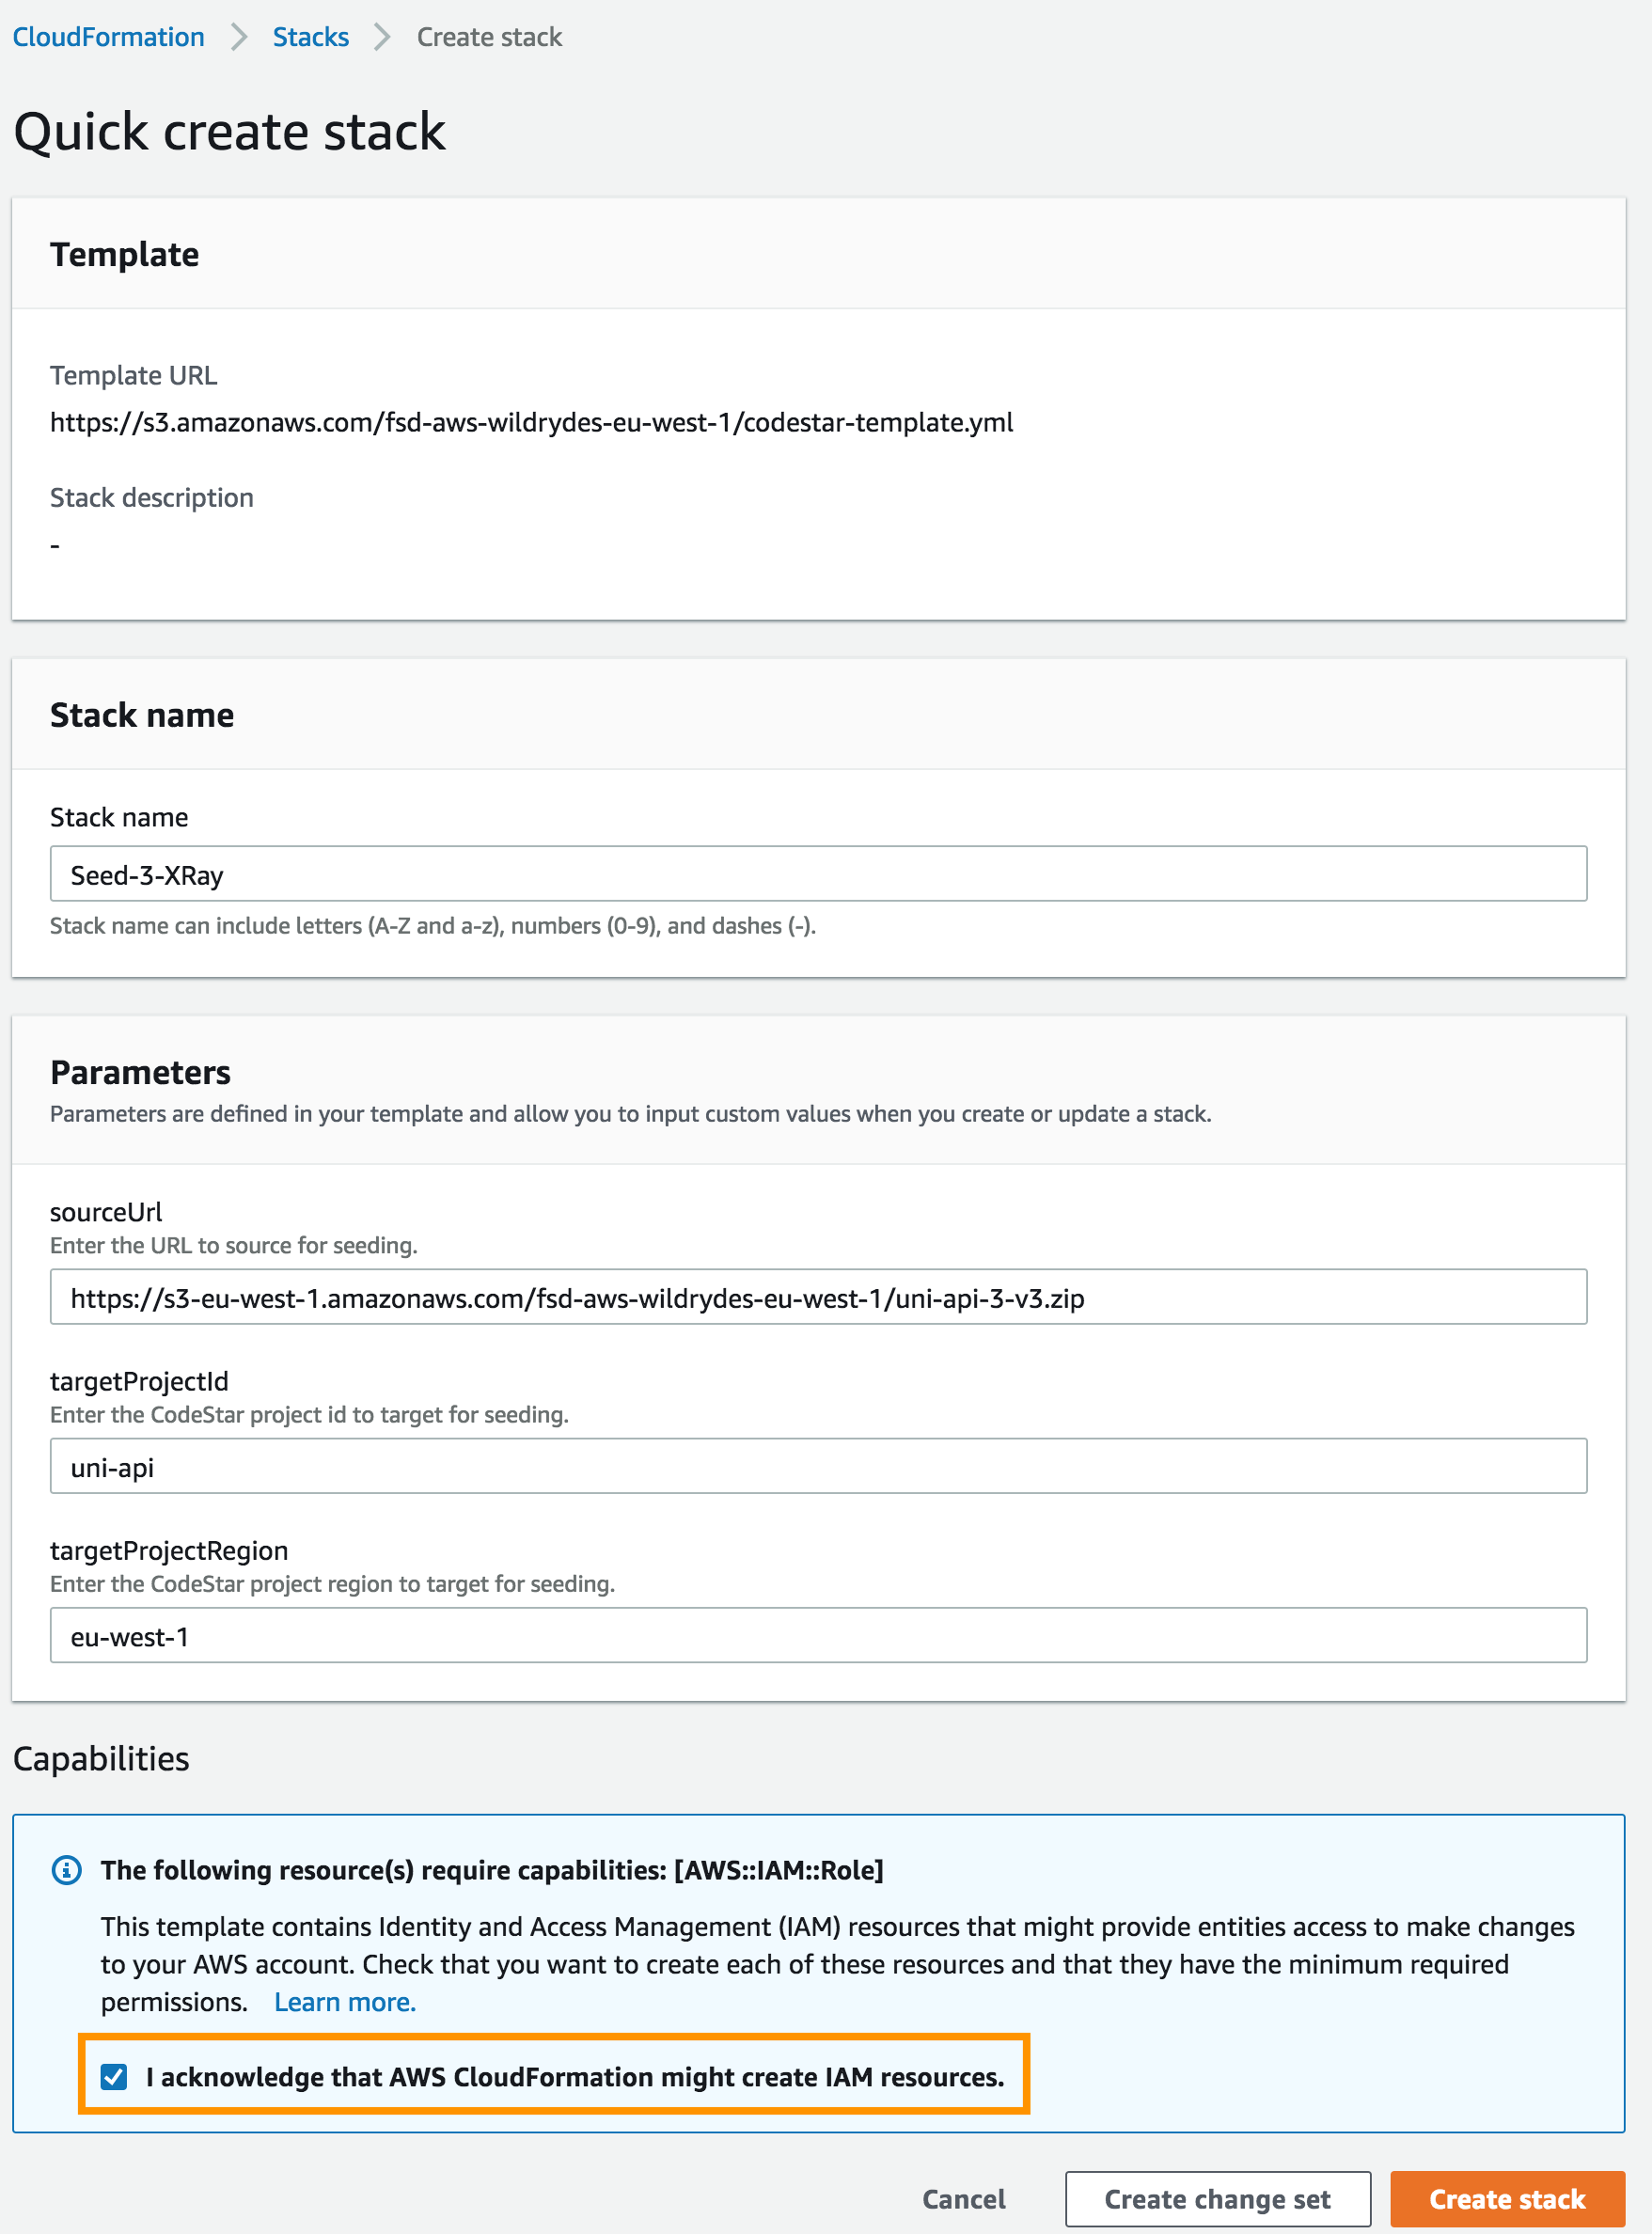 CloudFormation > Stacks > Create stack
Quick create stack
Template
Template URL
https://s3.amazonaws.com/fsd-aws-wildrydes-eu-west-1/codestar-template.yml
Stack description
-
Stack name
Stack name
Seed-3-XRay
Stack name can include letters (A-Z and a-z), numbers (0-9), and dashes (-).
Parameters
Parameters are defined in your template and allow you to input custom values when you create or update a stack.
sourceUrl
Enter the URL to source for seeding.
https://s3-eu-west-1.amazonaws.com/fsd-aws-wildrydes-eu-west-1/uni-api-3-v3.zip
targetProjectId
Enter the CodeStar project id to target for seeding.
uni-api
targetProjectRegion
Enter the CodeStar project region to target for seeding.
eu-west-1
Capabilities
The following resource(s) require capabilities: [AWS::IAM::Role]
This template contains Identity and Access Management (IAM) resources that might provide entities access to make changes
to your AWS account. Check that you want to create each of these resources and that they have the minimum required
permissions. Learn more.
I acknowledge that AWS CloudFormation might create IAM resources.
Cancel Create change set Create stack